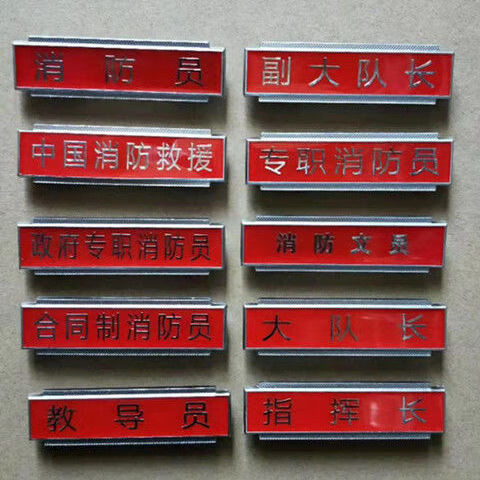 消防员
副大队长
中国消防救援
专职消防员
政府专职消防员
消防文员
合同制消防员
大队长
教导员
指挥长